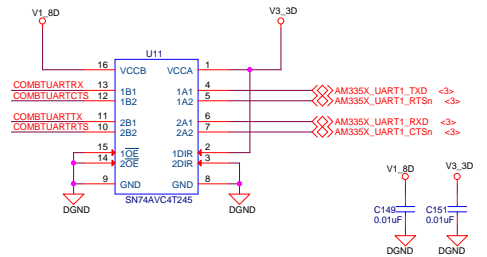 V1_8D V3_3D
U11
16 VCCB VCCA 1
COMBTUARTRX 13 1B1 1A1 4 AM335X_UART1_TXD <3>
COMBTUARTCTS 12 1B2 1A2 5 AM335X_UART1_RTSn <3>
COMBTUARTTX 11 2B1 2A1 6 AM335X_UART1_RXD <3>
COMBTUARTRTS 10 2B2 2A2 7 AM335X_UART1_CTSn <3>
15 1OE 1DIR 2
14 2OE 2DIR 3
9 GND GND 8
SN74AVC4T245
DGND DGND
V1_8D V3_3D
C149 C151
0.01uF 0.01uF
DGND DGND